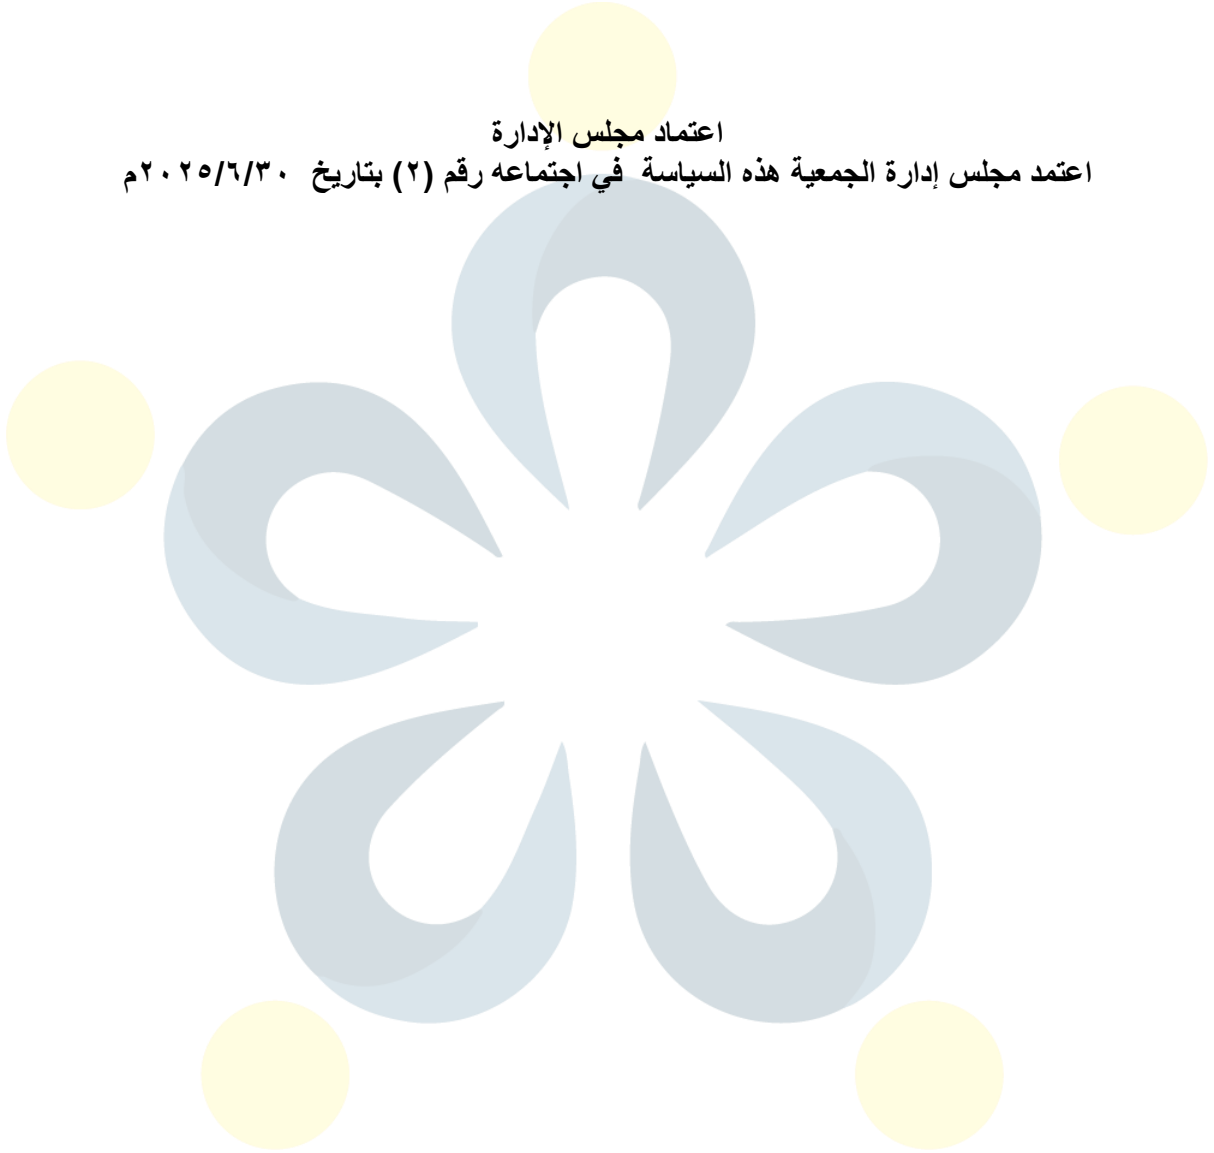 اعتماد مجلس الإدارة
اعتمد مجلس إدارة الجمعية هذه السياسة في اجتماعه رقم (٢) بتاريخ ٢٠٢٥/٦/٣٠م